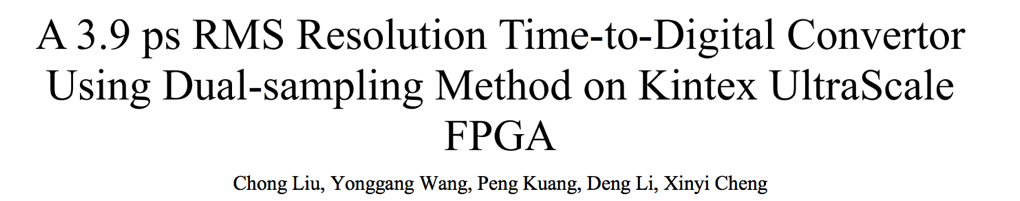 A 3.9 ps RMS Resolution Time-to-Digital Convertor
Using Dual-sampling Method on Kintex UltraScale
FPGA
Chong Liu, Yonggang Wang, Peng Kuang, Deng Li, Xinyi Cheng